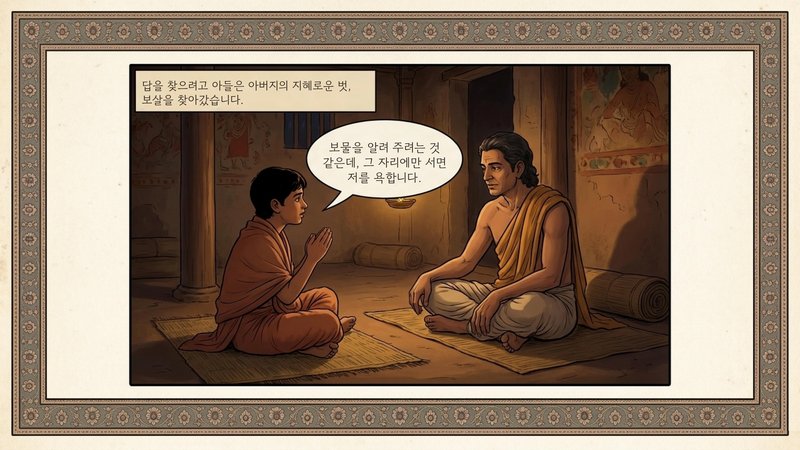 답을 찾으려고 아들은 아버지의 지혜로운 벗,
보살을 찾아갔습니다.
보물을 알려 주려는 것
같은데, 그 자리에만 서면
저를 욕합니다.